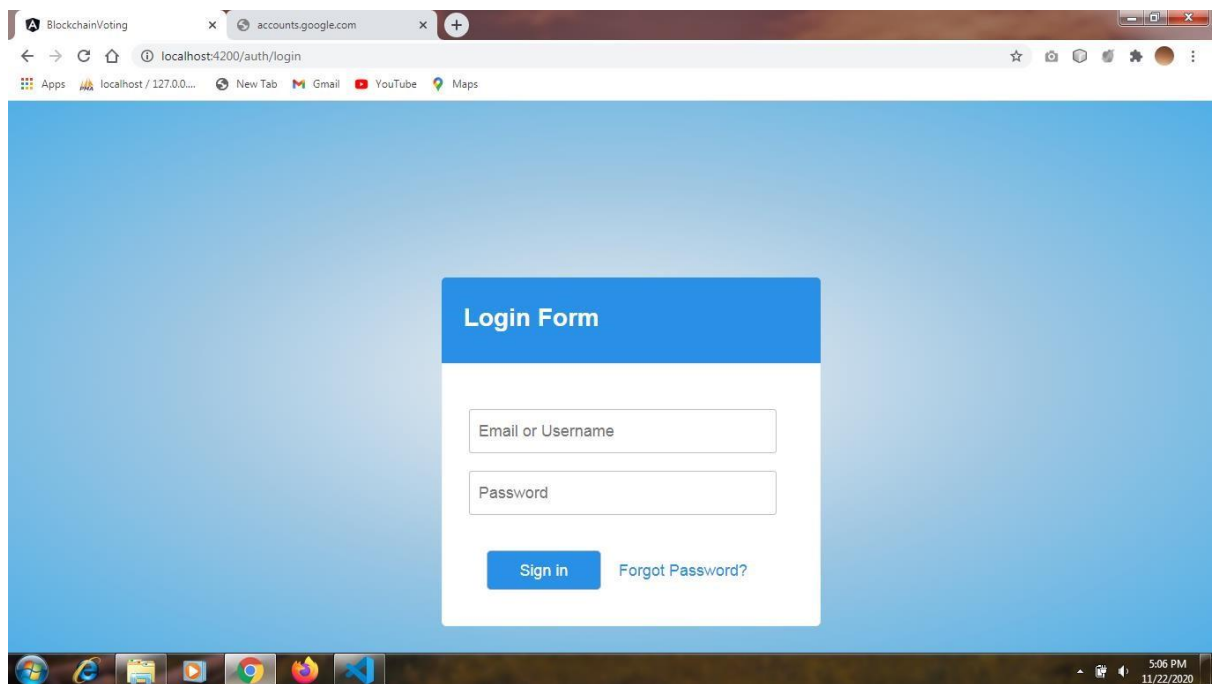 BlockchainVoting accounts.google.com
localhost:4200/auth/login
Apps localhost / 127.0.0.... New Tab Gmail YouTube Maps
Login Form
Email or Username
Password
Sign in Forgot Password?
5:06 PM
11/22/2020